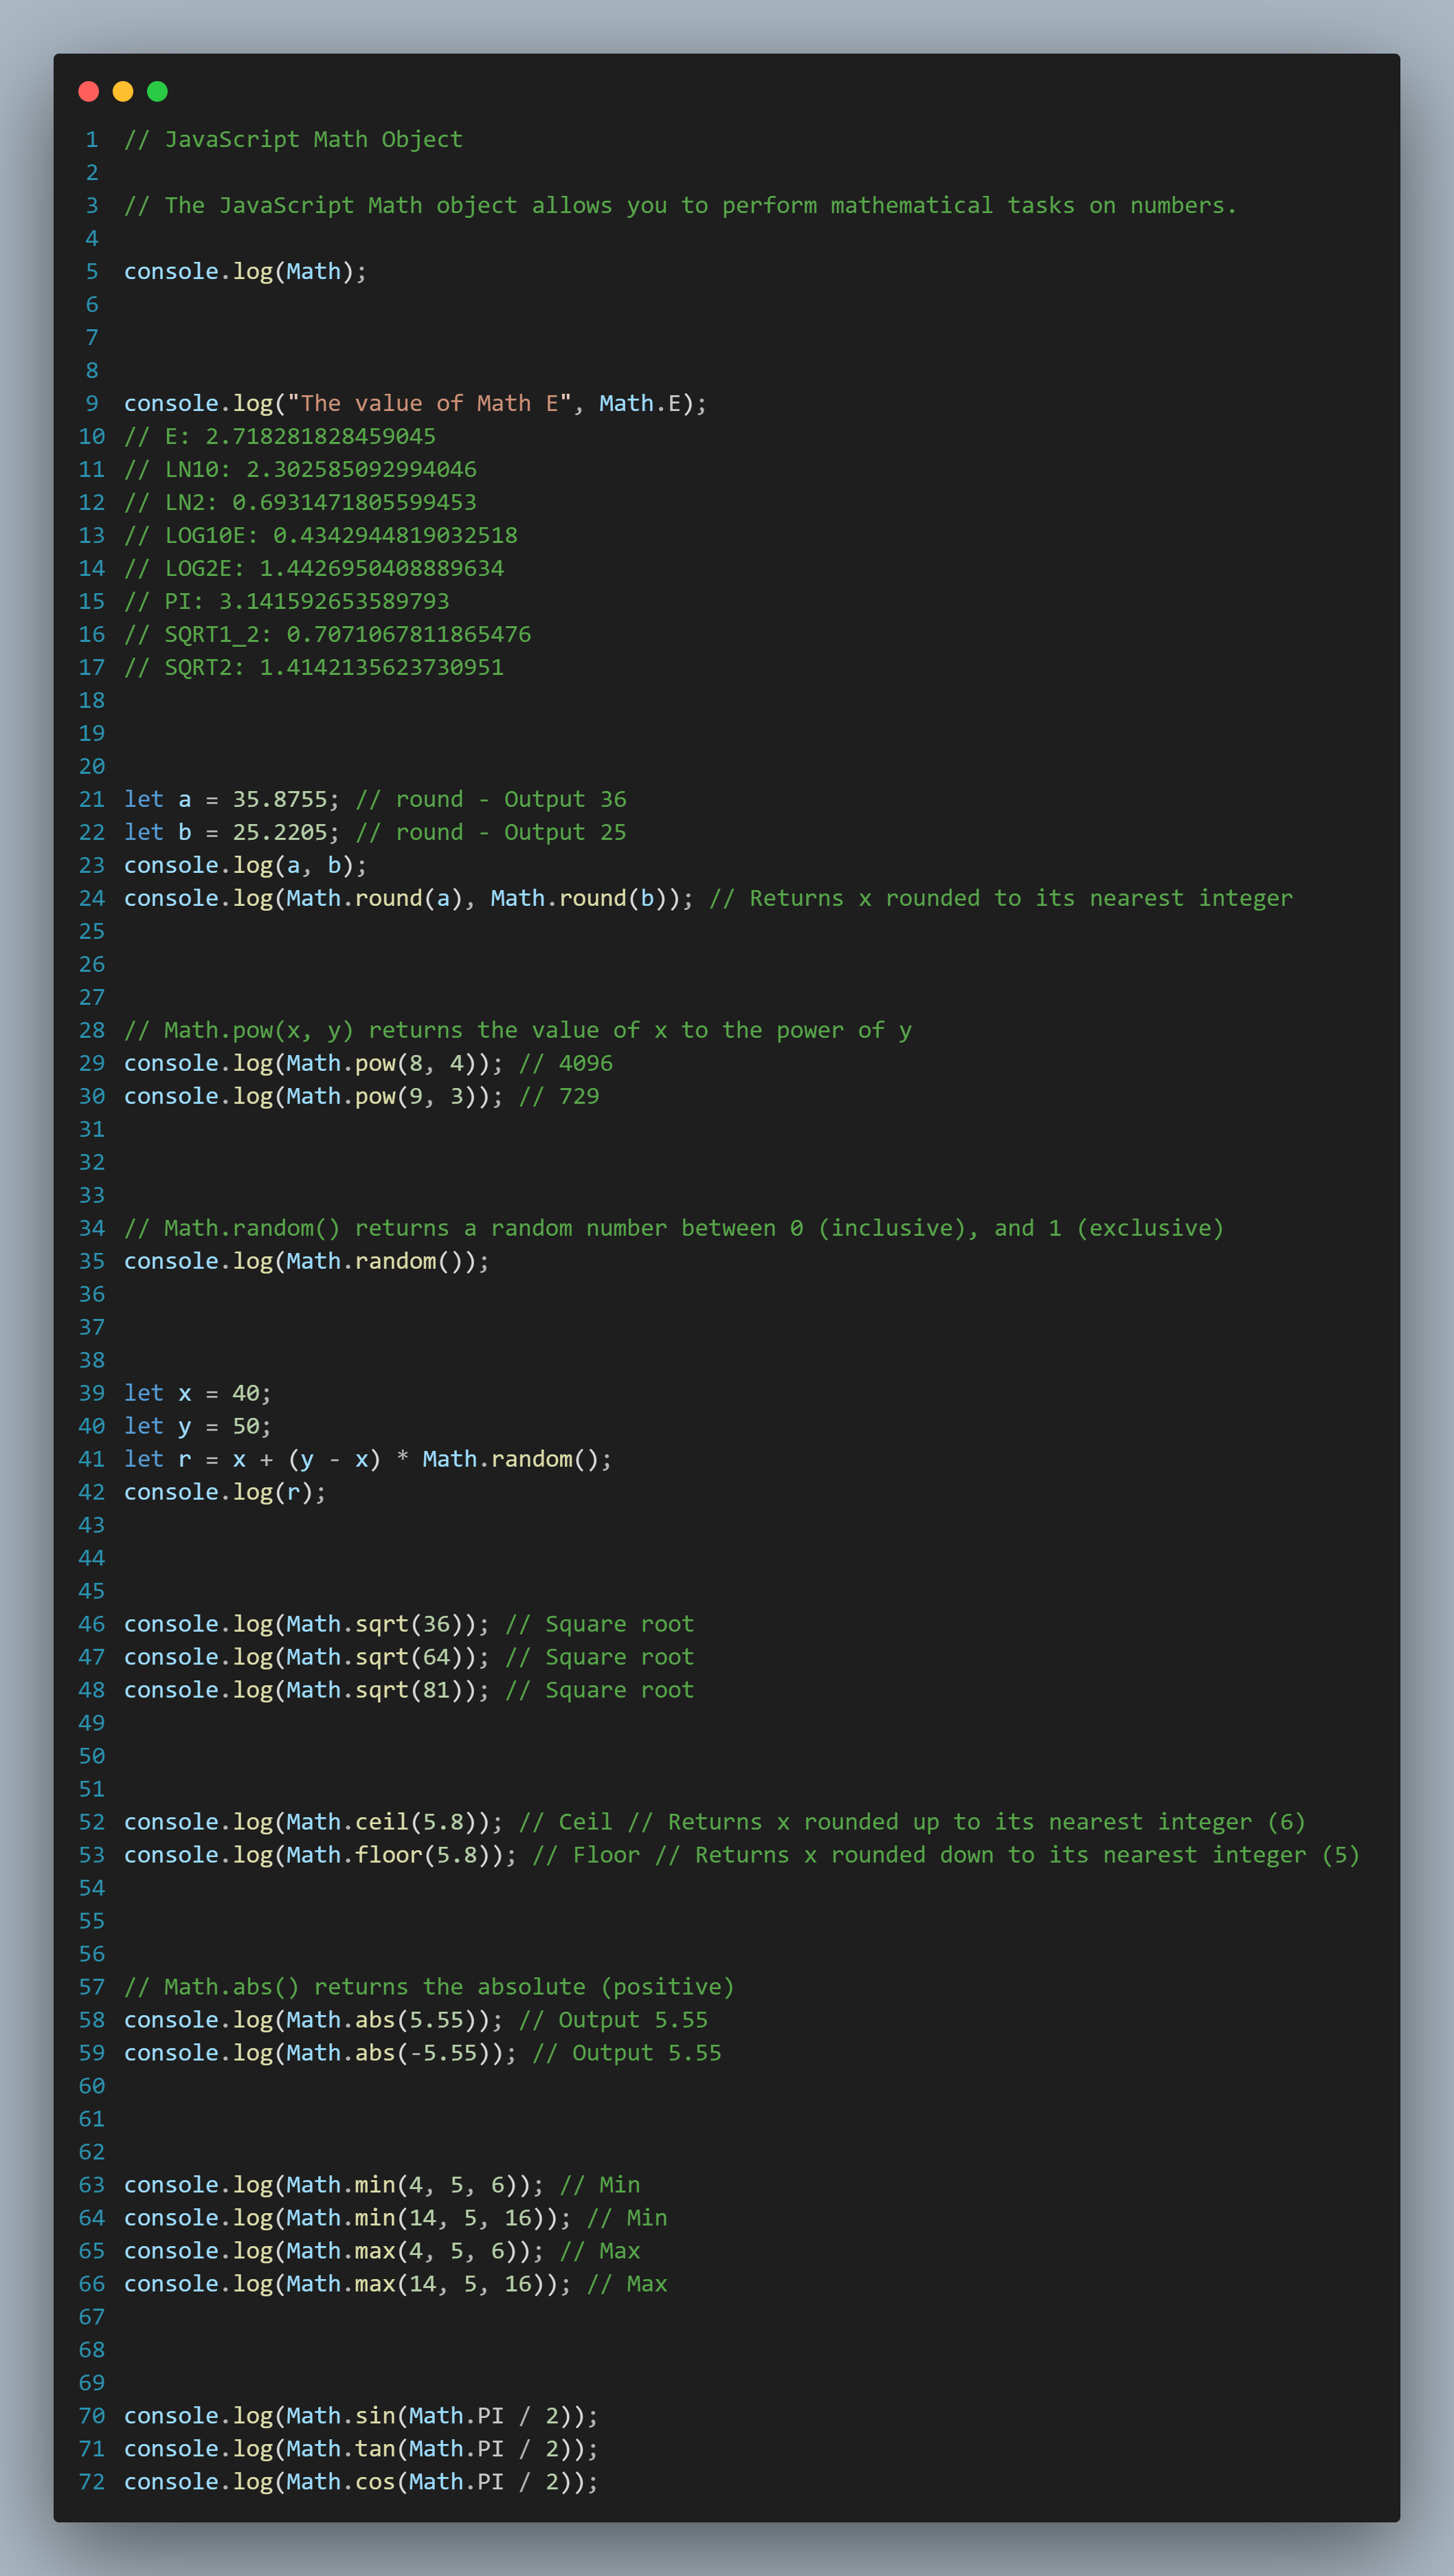 1 // JavaScript Math Object
2
3 // The JavaScript Math object allows you to perform mathematical tasks on numbers.
4
5 console.log(Math);
6
7
8
9 console.log("The value of Math E", Math.E);
10 // E: 2.718281828459045
11 // LN10: 2.302585092994046
12 // LN2: 0.6931471805599453
13 // LOG10E: 0.4342944819032518
14 // LOG2E: 1.4426950408889634
15 // PI: 3.141592653589793
16 // SQRT1_2: 0.7071067811865476
17 // SQRT2: 1.4142135623730951
18
19
20
21 let a = 35.8755; // round - Output 36
22 let b = 25.2205; // round - Output 25
23 console.log(a, b);
24 console.log(Math.round(a), Math.round(b)); // Returns x rounded to its nearest integer
25
26
27
28 // Math.pow(x, y) returns the value of x to the power of y
29 console.log(Math.pow(8, 4)); // 4096
30 console.log(Math.pow(9, 3)); // 729
31
32
33
34 // Math.random() returns a random number between 0 (inclusive), and 1 (exclusive)
35 console.log(Math.random());
36
37
38
39 let x = 40;
40 let y = 50;
41 let r = x + (y - x) * Math.random();
42 console.log(r);
43
44
45
46 console.log(Math.sqrt(36)); // Square root
47 console.log(Math.sqrt(64)); // Square root
48 console.log(Math.sqrt(81)); // Square root
49
50
51
52 console.log(Math.ceil(5.8)); // Ceil // Returns x rounded up to its nearest integer (6)
53 console.log(Math.floor(5.8)); // Floor // Returns x rounded down to its nearest integer (5)
54
55
56
57 // Math.abs() returns the absolute (positive)
58 console.log(Math.abs(5.55)); // Output 5.55
59 console.log(Math.abs(-5.55)); // Output 5.55
60
61
62
63 console.log(Math.min(4, 5, 6)); // Min
64 console.log(Math.min(14, 5, 16)); // Min
65 console.log(Math.max(4, 5, 6)); // Max
66 console.log(Math.max(14, 5, 16)); // Max
67
68
69
70 console.log(Math.sin(Math.PI / 2));
71 console.log(Math.tan(Math.PI / 2));
72 console.log(Math.cos(Math.PI / 2));